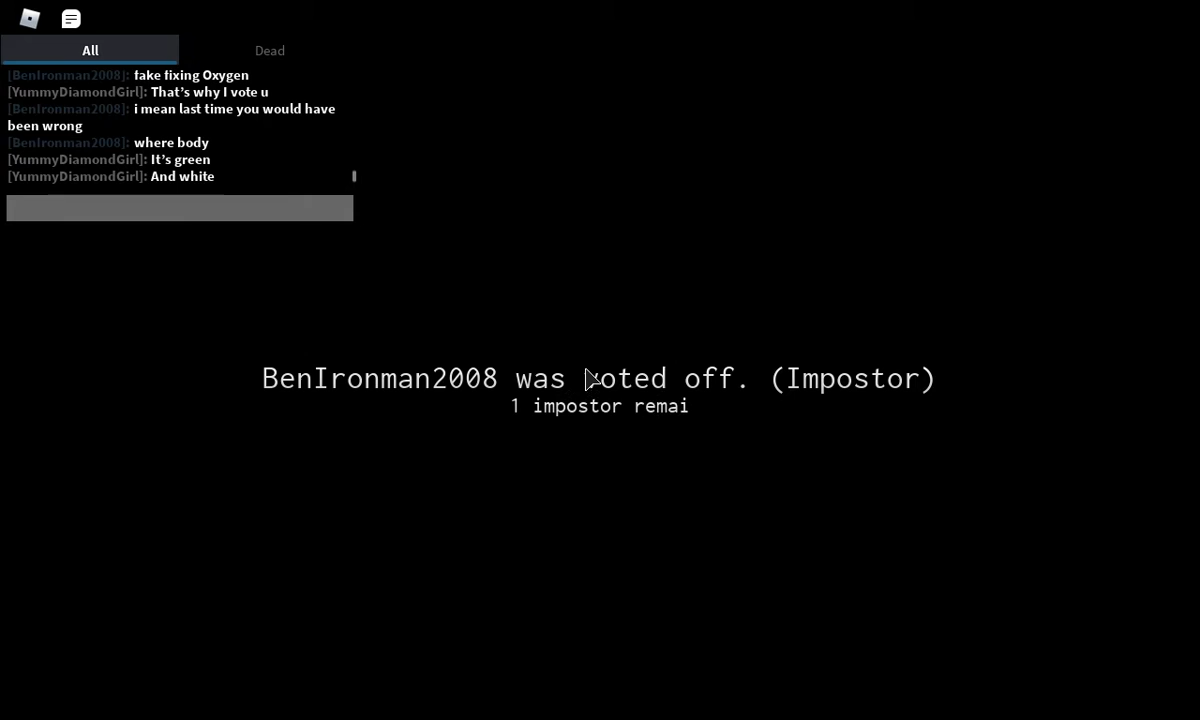 All
Dead
[BenIronman2008]: fake fixing Oxygen
[YummyDiamondGirl]: That's why I vote u
[BenIronman2008]: i mean last time you would have
been wrong
[BenIronman2008]: where body
[YummyDiamondGirl]: It's green
[YummyDiamondGirl]: And white
BenIronman2008 was voted off. (Impostor)
1 impostor remai